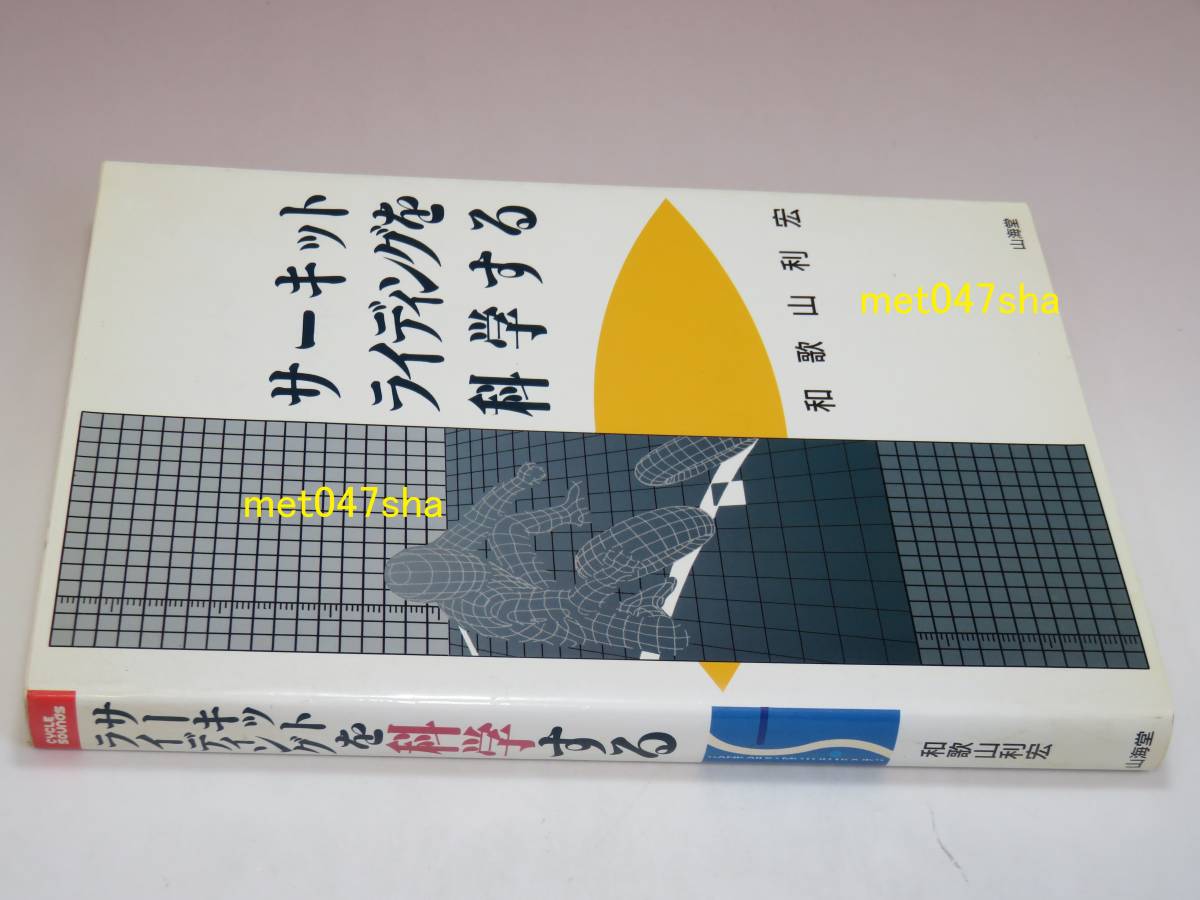 サーキット
ライディングを
科学する
和歌山利宏
山海堂
met047sha
met047sha
CYCLE
SOUNDS
サーキット
ライディングを
科学する
和歌山利宏
山海堂